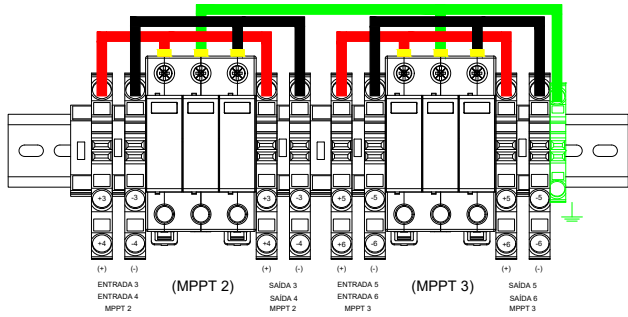 +3 -3 +3 -3 +5 -5 +5 -5
+4 -4 +4 -4 +6 -6 +6 -6
(+) (-) (+) (-) (+) (-) (+) (-)
ENTRADA 3
ENTRADA 4
MPPT 2
(MPPT 2)
SAÍDA 3
SAÍDA 4
MPPT 2
ENTRADA 5
ENTRADA 6
MPPT 3
(MPPT 3)
SAÍDA 5
SAÍDA 6
MPPT 3